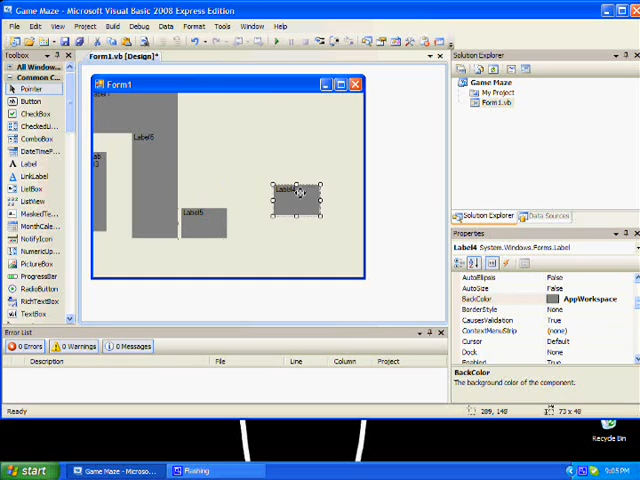 Game Maze - Microsoft Visual Basic 2008 Express Edition
File Edit View Project Build Debug Data Format Tools Window Help
Toolbox
All Window...
Common C...
Pointer
Button
CheckBox
CheckedLi...
ComboBox
DateTimeP...
Label
LinkLabel
ListBox
ListView
MaskedTe...
MonthCale...
NotifyIcon
NumericUp...
PictureBox
ProgressBar
RadioButton
RichTextBox
TextBox
Form1.vb [Design]*
Form1
Label6
Label5
Label4
Solution Explorer
Game Maze
My Project
Form1.vb
Solution Explorer Data Sources
Properties
Label4 System.Windows.Forms.Label
AutoEllipsis False
AutoSize False
BackColor AppWorkspace
BorderStyle None
CausesValidation True
ContextMenuStrip (none)
Cursor Default
Dock None
BackColor
The background color of the component.
Error List
0 Errors 0 Warnings 0 Messages
Description File Line Column Project
Ready
289, 148
73 x 48
Recycle Bin
start
Game Maze - Microso...
Flashing
9:05 PM